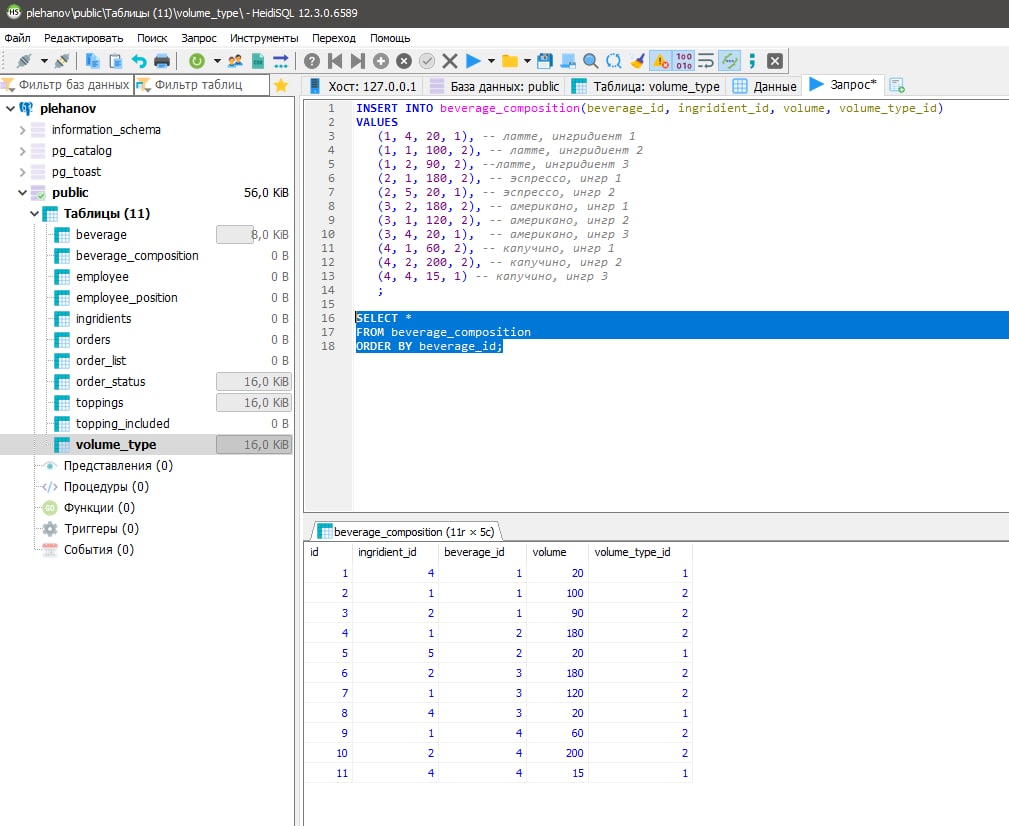 plehanov\public\Таблицы (11)\volume_type\ - HeidiSQL 12.3.0.6589
Файл Редактировать Поиск Запрос Инструменты Переход Помощь
Фильтр баз данных Фильтр таблиц
Хост: 127.0.0.1 База данных: public Таблица: volume_type Данные Запрос*
plehanov
information_schema
pg_catalog
pg_toast
public 56,0 KiB
Таблицы (11)
beverage 8,0 KiB
beverage_composition 0 B
employee 0 B
employee_position 0 B
ingridients 0 B
orders 0 B
order_list 0 B
order_status 16,0 KiB
toppings 16,0 KiB
topping_included 0 B
volume_type 16,0 KiB
Представления (0)
Процедуры (0)
Функции (0)
Триггеры (0)
События (0)
1 INSERT INTO beverage_composition(beverage_id, ingridient_id, volume, volume_type_id)
2 VALUES
3 (1, 4, 20, 1), -- латте, ингридиент 1
4 (1, 1, 100, 2), -- латте, ингридиент 2
5 (1, 2, 90, 2), --латте, ингридиент 3
6 (2, 1, 180, 2), -- эспрессо, ингр 1
7 (2, 5, 20, 1), -- эспрессо, ингр 2
8 (3, 2, 180, 2), -- американо, ингр 1
9 (3, 1, 120, 2), -- американо, ингр 2
10 (3, 4, 20, 1), -- американо, ингр 3
11 (4, 1, 60, 2), -- капучино, ингр 1
12 (4, 2, 200, 2), -- капучино, ингр 2
13 (4, 4, 15, 1) -- капучино, ингр 3
14 ;
15
16 SELECT *
17 FROM beverage_composition
18 ORDER BY beverage_id;
beverage_composition (11r × 5c)
id ingridient_id beverage_id volume volume_type_id
1 4 1 20 1
2 1 1 100 2
3 2 1 90 2
4 1 2 180 2
5 5 2 20 1
6 2 3 180 2
7 1 3 120 2
8 4 3 20 1
9 1 4 60 2
10 2 4 200 2
11 4 4 15 1